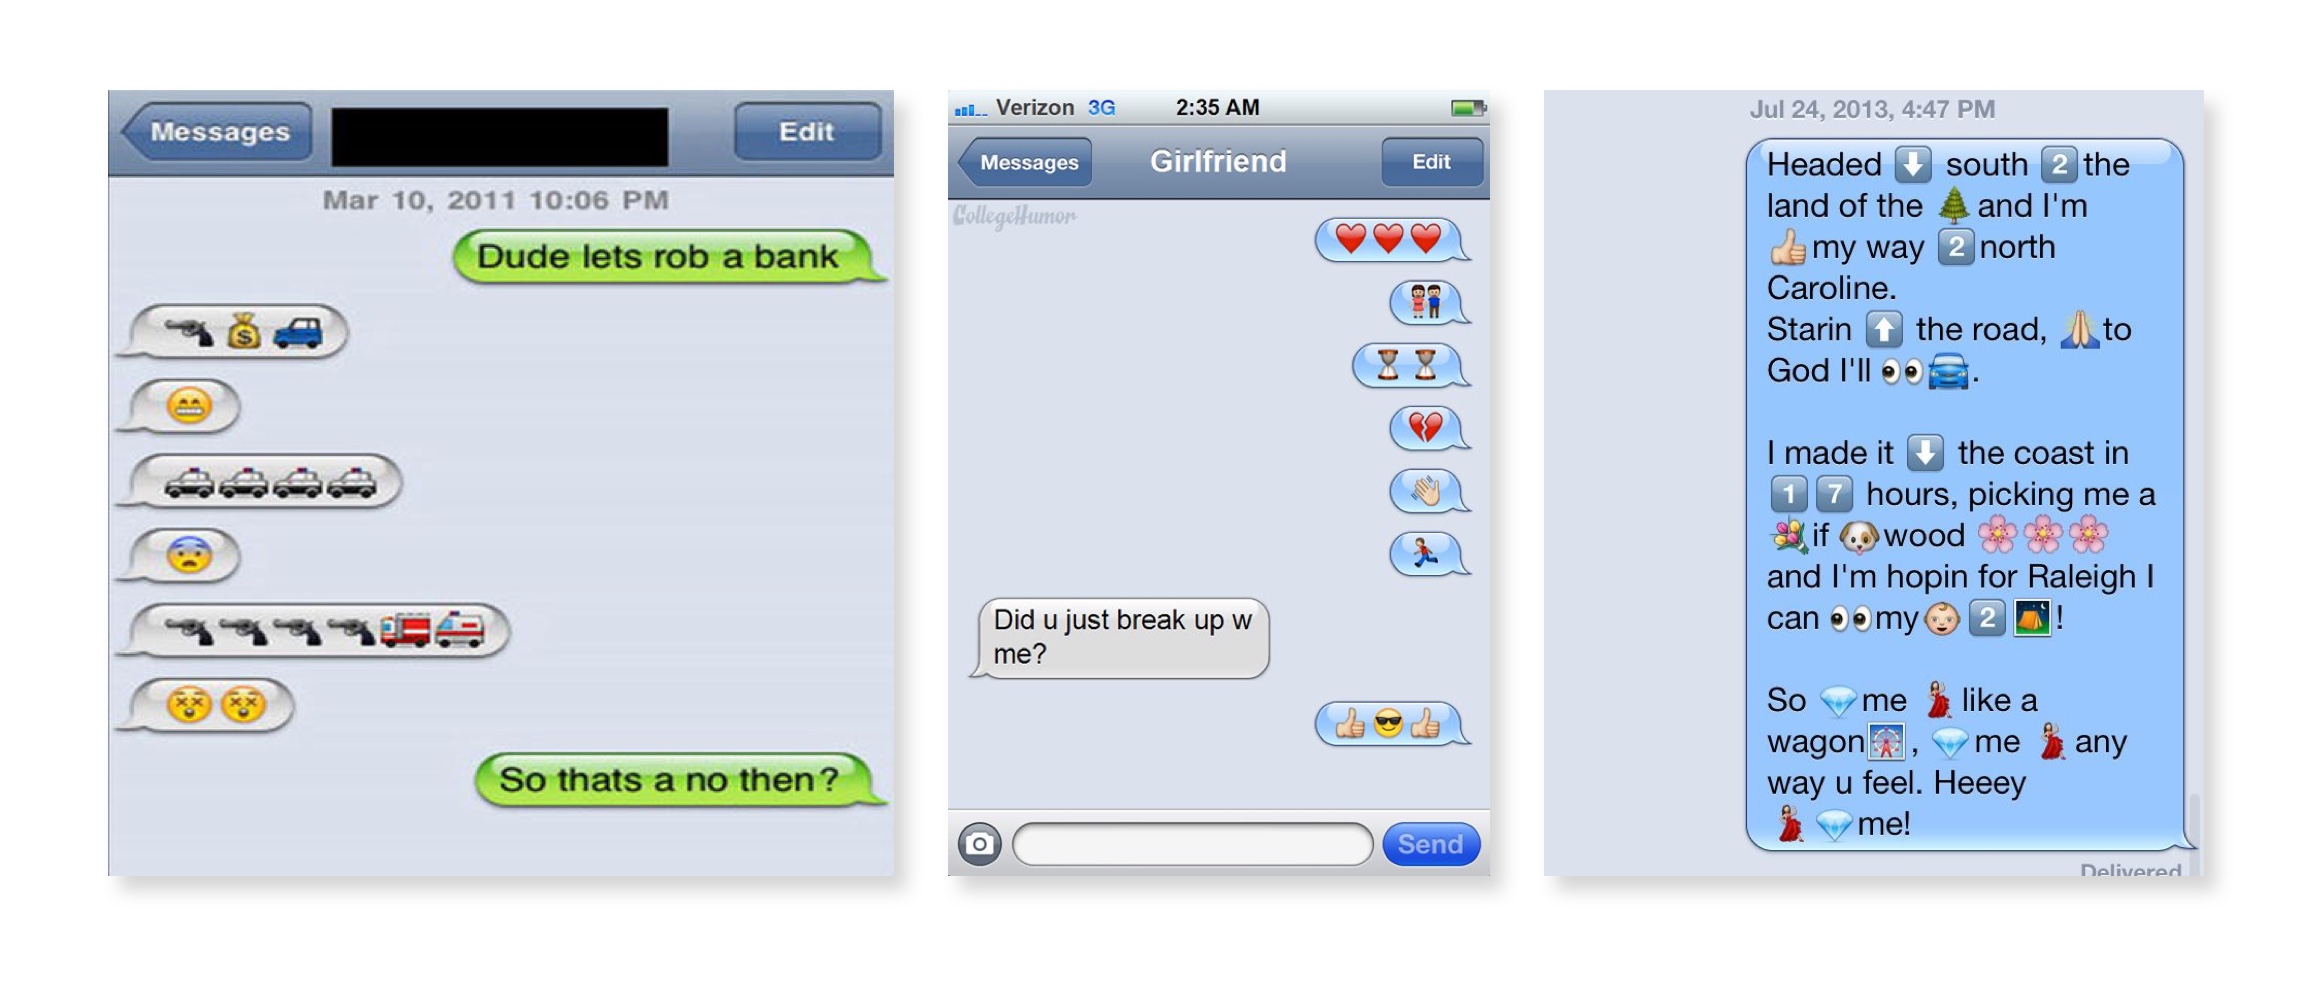 Messages
Edit
Mar 10, 2011 10:06 PM
Dude lets rob a bank
🔫💰🚙
😁
🚓🚓🚓🚓
😨
🔫🔫🔫🔫🚒🚑
😵😵
So thats a no then?
Verizon 3G 2:35 AM
Messages Girlfriend Edit
CollegeHumor
❤️❤️❤️
👫
⏳⏳
💔
👋
🏃
Did u just break up w
me?
👍😎👍
Send
Jul 24, 2013, 4:47 PM
Headed ⬇️ south 2️⃣ the
land of the 🌲 and I'm
👍 my way 2️⃣ north
Caroline.
Starin ⬆️ the road, 🙏 to
God I'll 👀🚘.
I made it ⬇️ the coast in
1️⃣7️⃣ hours, picking me a
💐 if 🐶 wood 🌸🌸🌸
and I'm hopin for Raleigh I
can 👀 my 👶 2️⃣ ⛺!
So 💎 me 💃 like a
wagon 🎡, 💎 me 💃 any
way u feel. Heeey
💃 💎 me!
Delivered